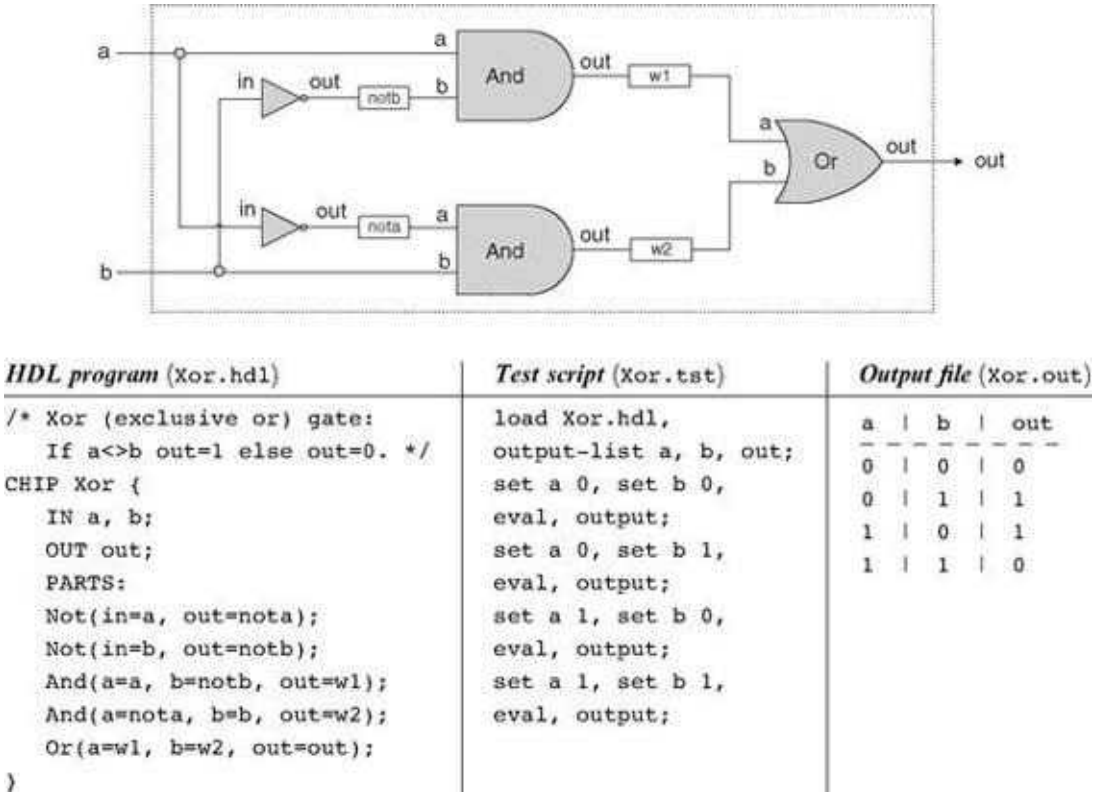 a
in
out
notb
a
b
And
out
w1
in
out
nota
a
b
And
out
w2
b
a
b
Or
out
out
HDL program (Xor.hdl)
/* Xor (exclusive or) gate:
If a<>b out=1 else out=0. */
CHIP Xor {
IN a, b;
OUT out;
PARTS:
Not(in=a, out=nota);
Not(in=b, out=notb);
And(a=a, b=notb, out=w1);
And(a=nota, b=b, out=w2);
Or(a=w1, b=w2, out=out);
}
Test script (Xor.tst)
load Xor.hdl,
output-list a, b, out;
set a 0, set b 0,
eval, output;
set a 0, set b 1,
eval, output;
set a 1, set b 0,
eval, output;
set a 1, set b 1,
eval, output;
Output file (Xor.out)
a | b | out
0 | 0 | 0
0 | 1 | 1
1 | 0 | 1
1 | 1 | 0